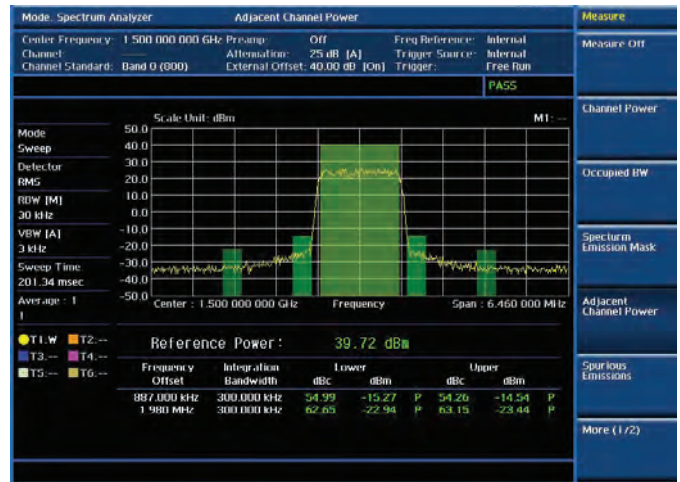 Mode. Spectrum Analyzer
Adjacent Channel Power
Measure
Center Frequency: 1 500 000 000 GHz Preamp: Off Freq Reference: Internal
Channel: ---- Attenuation: 25 dB [A] Trigger Source: Internal
Channel Standard: Band 0 (800) External Offset: 40.00 dB [On] Trigger: Free Run
PASS
Measure Off
Channel Power
Occupied BW
Specturm
Emission Mask
Adjacent
Channel Power
Spurious
Emissions
More (1/2)
Mode
Sweep
Detector
RMS
RBW [M]
30 kHz
VBW [A]
3 kHz
Sweep Time
201.34 msec
Average : 1
1
T1.W T2:--
T3.-- T4.--
T5:-- T6:--
Scale Unit: dBm M1: --
50.0
40.0
30.0
20.0
10.0
0.0
-10.0
-20.0
-30.0
-40.0
-50.0
Center : 1.500 000 000 GHz Frequency Span : 6.460 000 MHz
Reference Power: 39.72 dBm
Frequency Integration Lower Upper
Offset Bandwidth dBc dBm dBc dBm
887.000 kHz 300.000 kHz 54.99 -15.27 P 54.26 -14.54 P
1 980 MHz 300.000 kHz 62.65 -22.94 P 63.15 -23.44 P